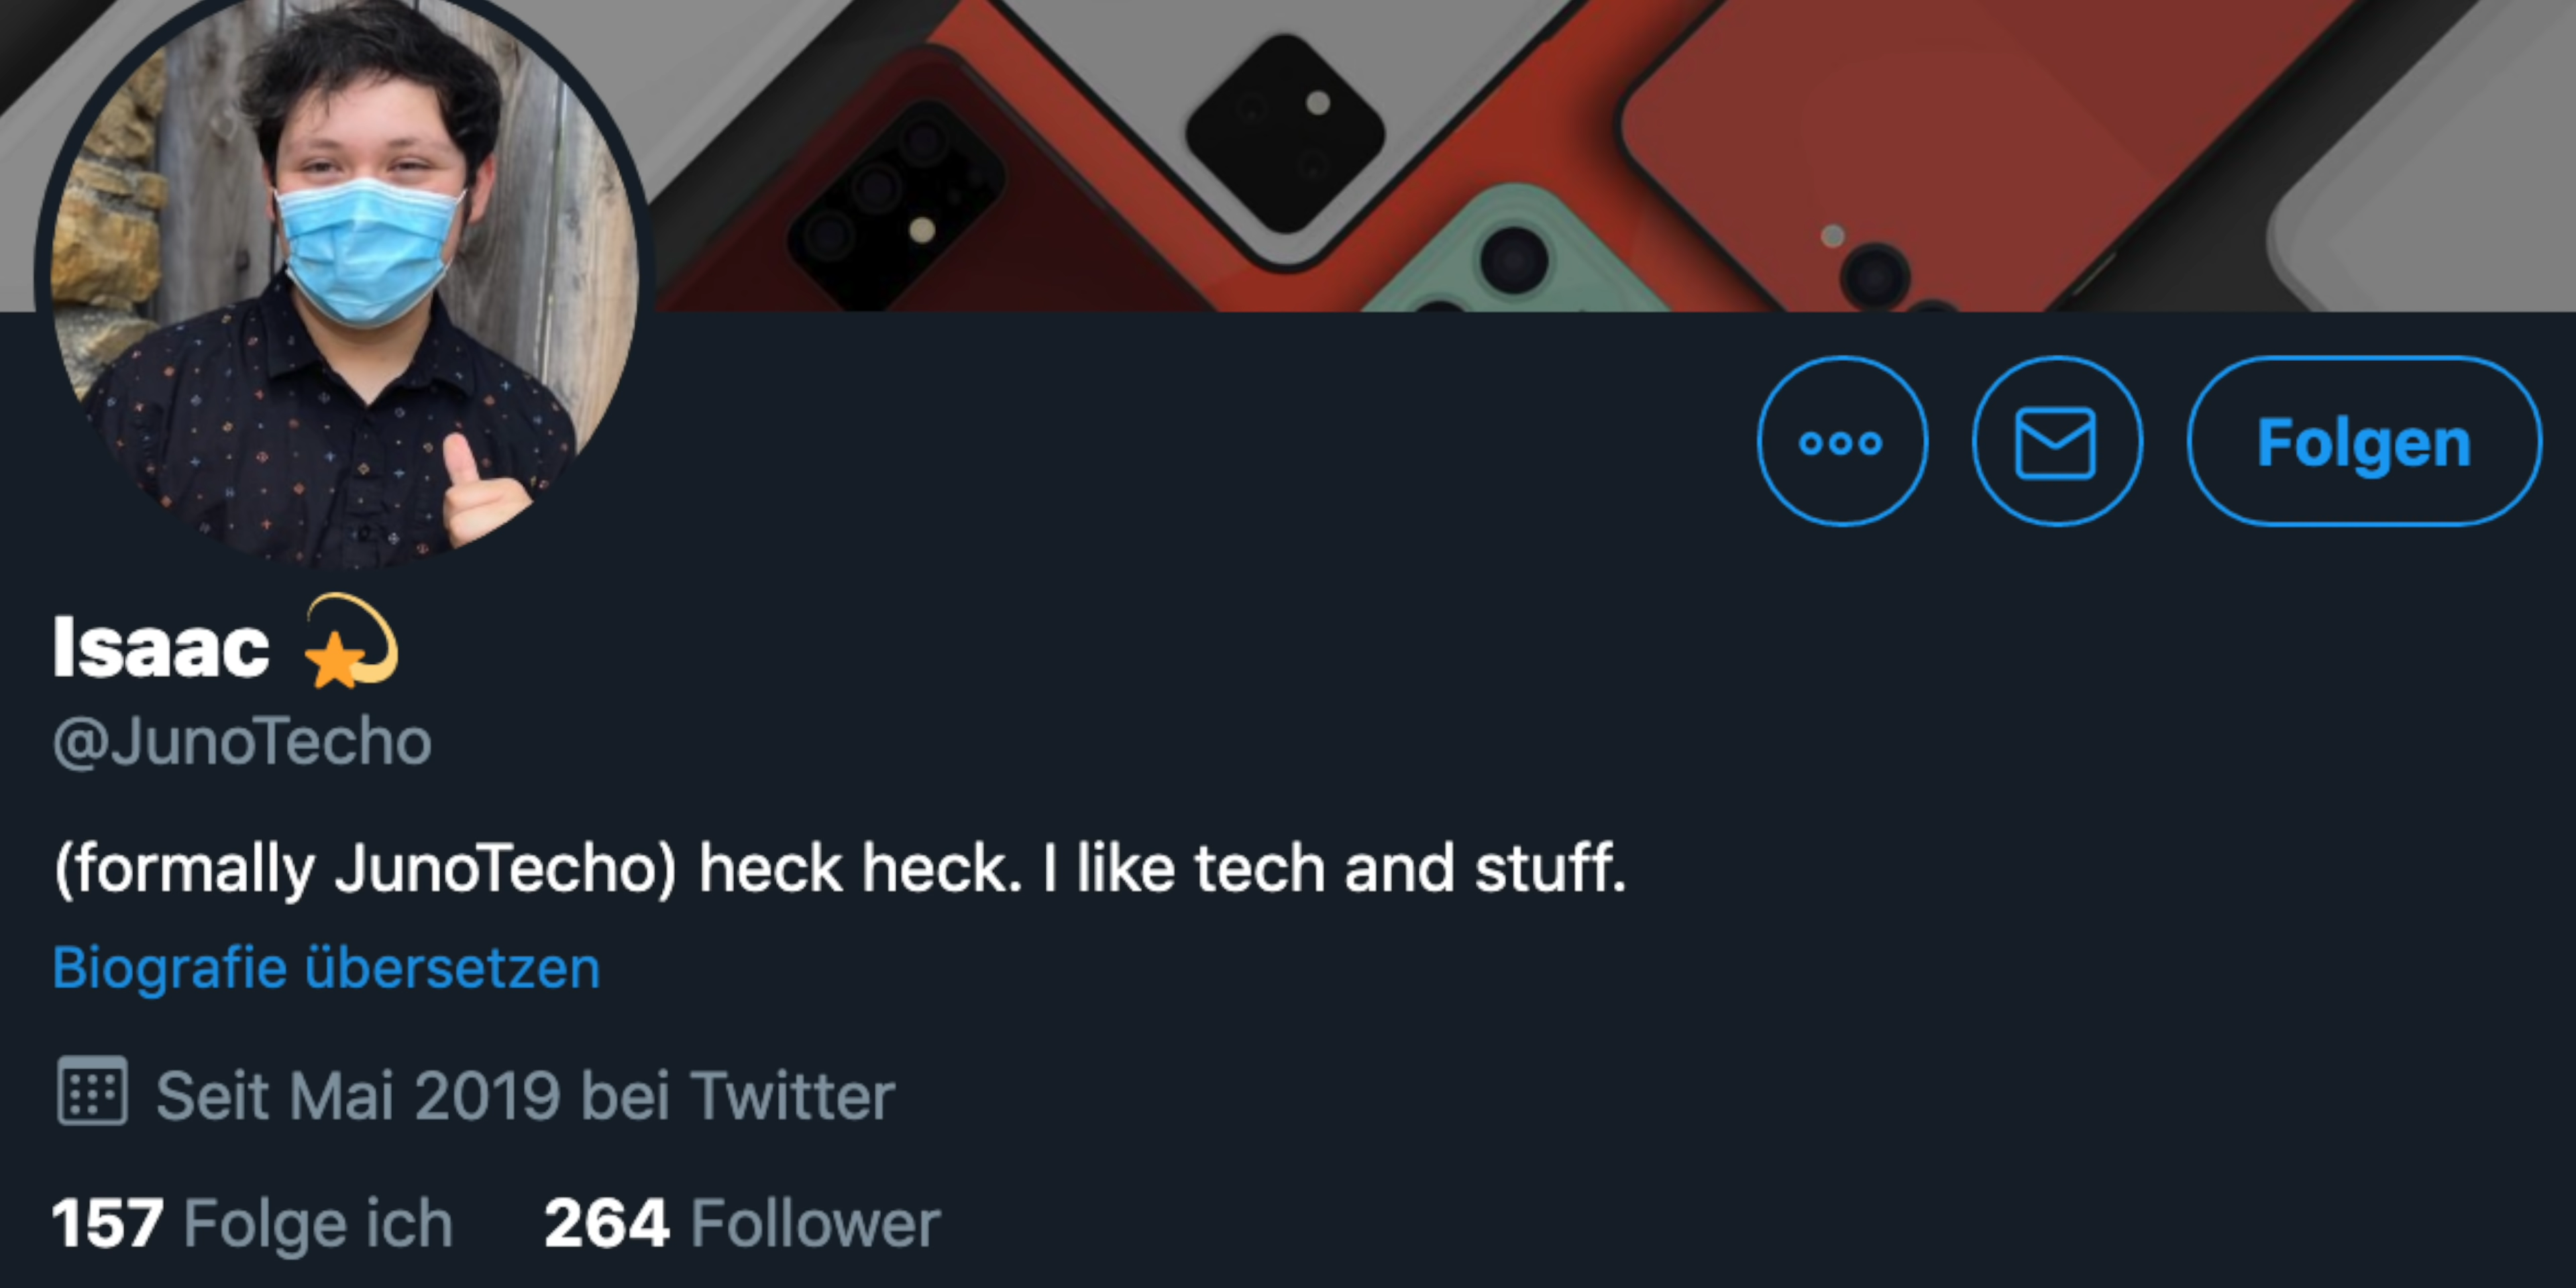 Isaac 💫
@JunoTecho
(formally JunoTecho) heck heck. I like tech and stuff.
Biografie übersetzen
Seit Mai 2019 bei Twitter
157 Folge ich 264 Follower
Folgen